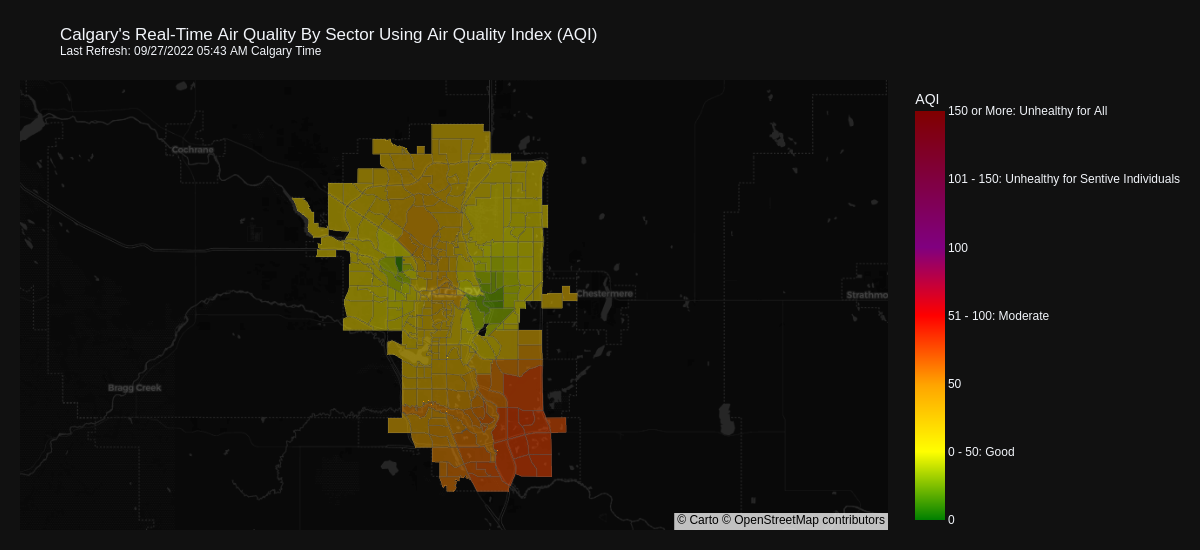 Calgary's Real-Time Air Quality By Sector Using Air Quality Index (AQI)
Last Refresh: 09/27/2022 05:43 AM Calgary Time
AQI
150 or More: Unhealthy for All
Cochrane
101 - 150: Unhealthy for Sentive Individuals
100
Chestermere
Strathmo
51 - 100: Moderate
50
Bragg Creek
0 - 50: Good
0
© Carto © OpenStreetMap contributors